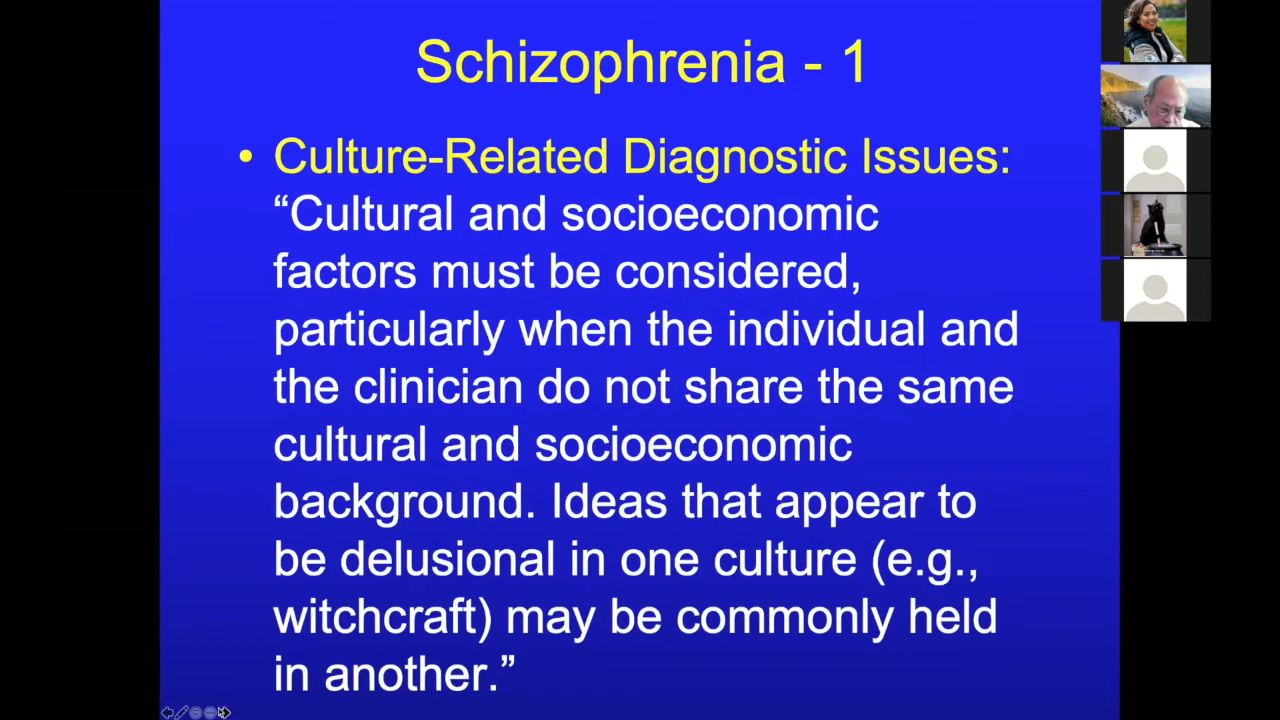 Schizophrenia - 1
• Culture-Related Diagnostic Issues:
“Cultural and socioeconomic
factors must be considered,
particularly when the individual and
the clinician do not share the same
cultural and socioeconomic
background. Ideas that appear to
be delusional in one culture (e.g.,
witchcraft) may be commonly held
in another.”